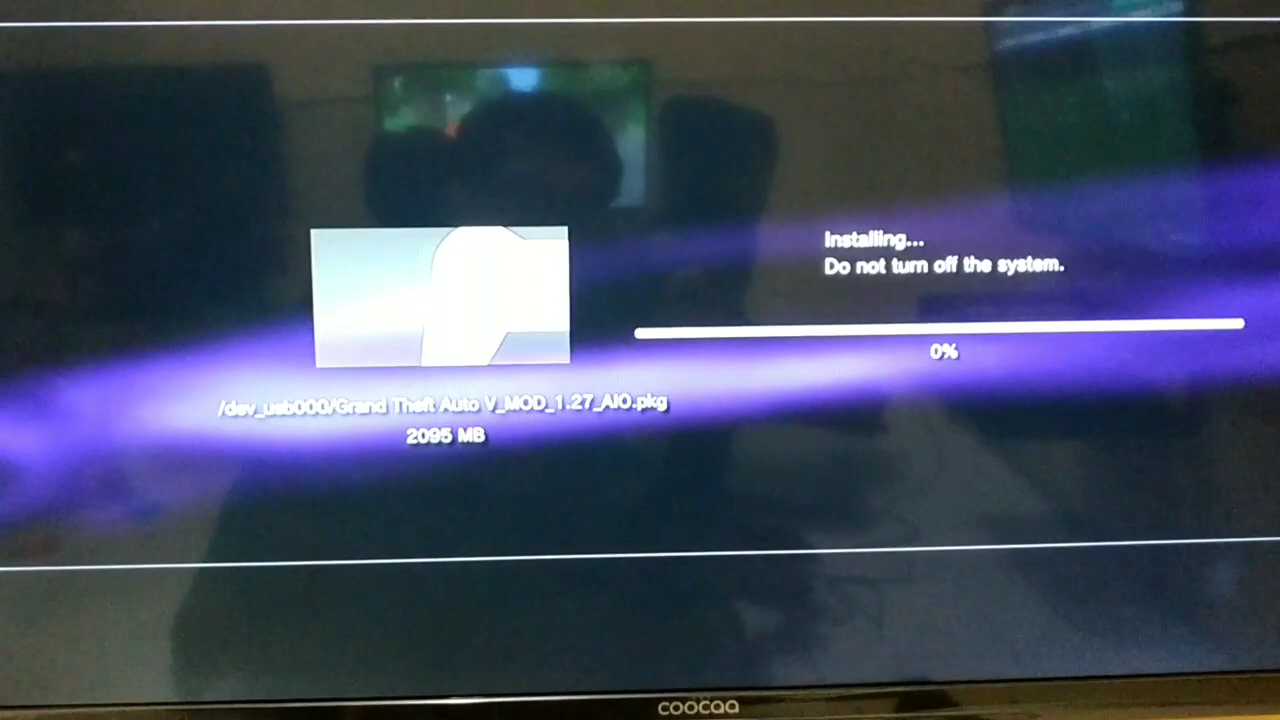 Installing...
Do not turn off the system.
0%
/dev_usb000/Grand Theft Auto V_MOD_1.27_AIO.pkg
2095 MB
coocaa